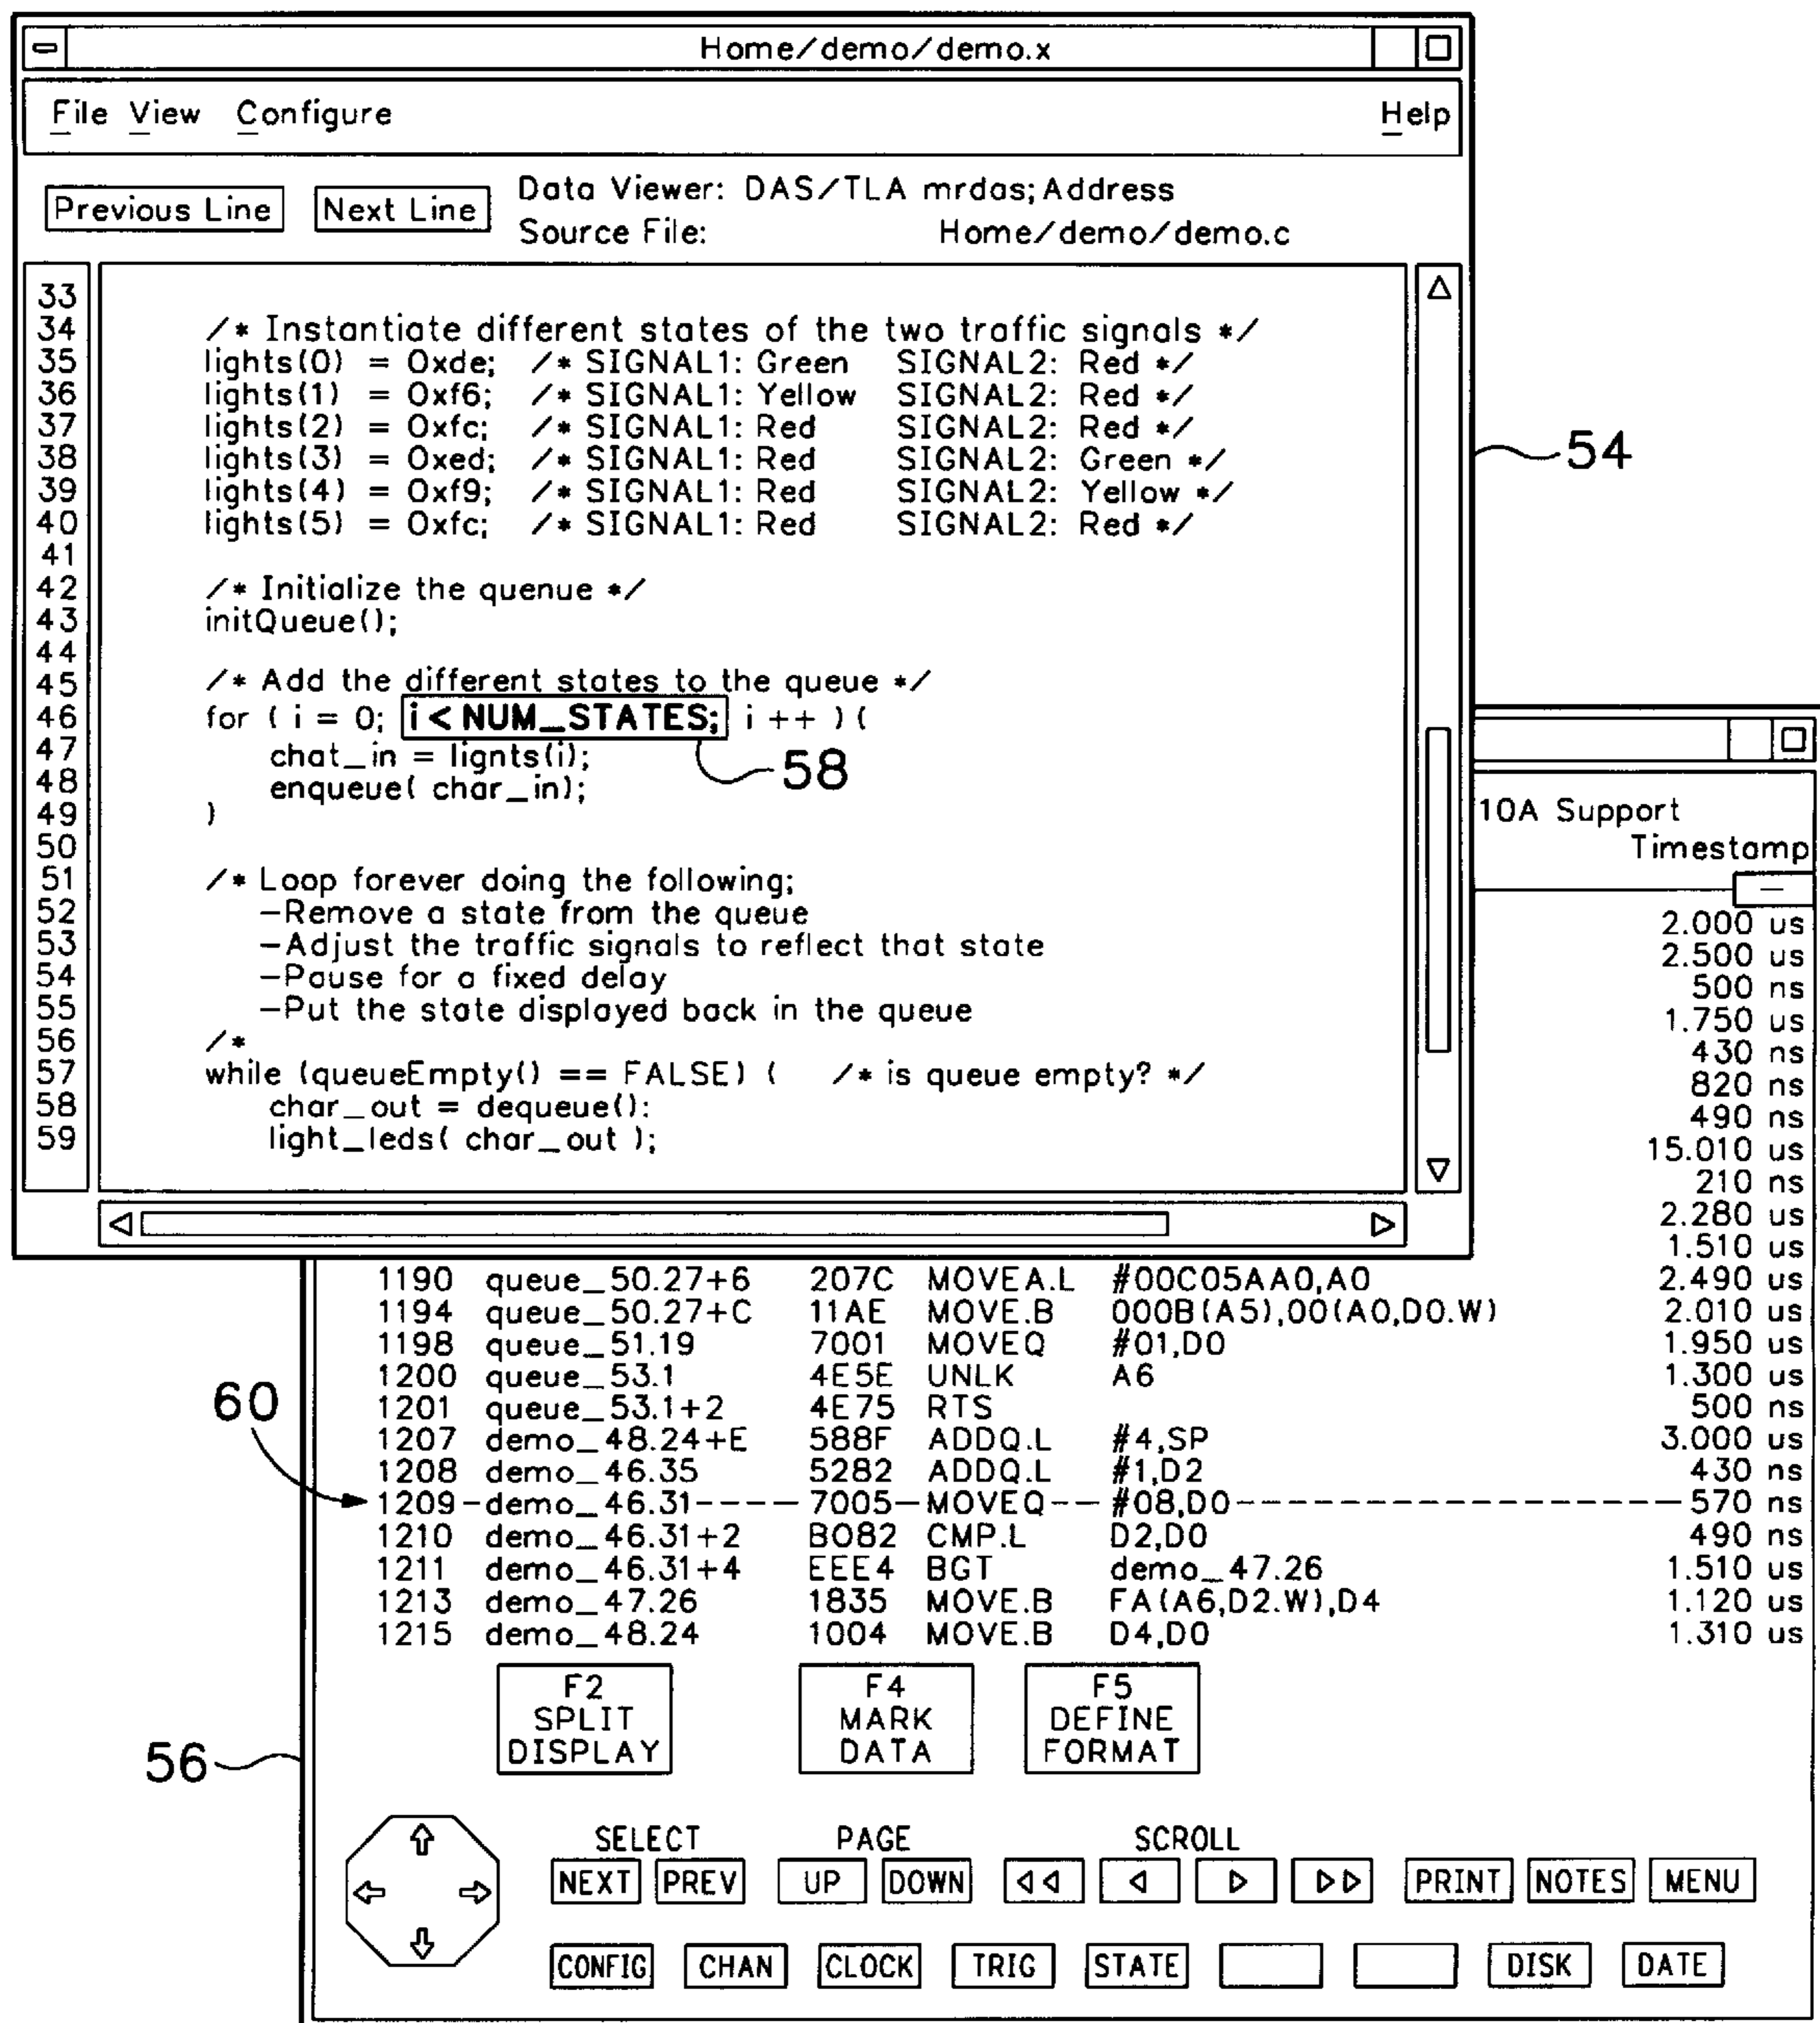 Home/demo/demo.x
File View Configure Help
Previous Line Next Line Data Viewer: DAS/TLA mrdas; Address
Source File: Home/demo/demo.c
33
34 /* Instantiate different states of the two traffic signals */
35 lights(0) = 0xde; /* SIGNAL1: Green SIGNAL2: Red */
36 lights(1) = 0xf6; /* SIGNAL1: Yellow SIGNAL2: Red */
37 lights(2) = 0xfc; /* SIGNAL1: Red SIGNAL2: Red */
38 lights(3) = 0xed; /* SIGNAL1: Red SIGNAL2: Green */
39 lights(4) = 0xf9; /* SIGNAL1: Red SIGNAL2: Yellow */
40 lights(5) = 0xfc; /* SIGNAL1: Red SIGNAL2: Red */
41
42 /* Initialize the quenue */
43 initQueue();
44
45 /* Add the different states to the queue */
46 for ( i = 0; i < NUM_STATES; i ++ ) (
47 chat_in = lignts(i);
48 enqueue( char_in);
49 )
50
51 /* Loop forever doing the following;
52 -Remove a state from the queue
53 -Adjust the traffic signals to reflect that state
54 -Pause for a fixed delay
55 -Put the state displayed back in the queue
56 /*
57 while (queueEmpty() == FALSE) ( /* is queue empty? */
58 char_out = dequeue():
59 light_leds( char_out );
54
58
10A Support
Timestamp
2.000 us
2.500 us
500 ns
1.750 us
430 ns
820 ns
490 ns
15.010 us
210 ns
2.280 us
1.510 us
1190 queue_50.27+6 207C MOVEA.L #00C05AA0,A0 2.490 us
1194 queue_50.27+C 11AE MOVE.B 000B(A5),00(A0,D0.W) 2.010 us
1198 queue_51.19 7001 MOVEQ #01,D0 1.950 us
1200 queue_53.1 4E5E UNLK A6 1.300 us
1201 queue_53.1+2 4E75 RTS 500 ns
1207 demo_48.24+E 588F ADDQ.L #4,SP 3.000 us
1208 demo_46.35 5282 ADDQ.L #1,D2 430 ns
60
1209-demo_46.31----7005-MOVEQ--#08,D0--------------570 ns
1210 demo_46.31+2 B082 CMP.L D2,D0 490 ns
1211 demo_46.31+4 EEE4 BGT demo_47.26 1.510 us
1213 demo_47.26 1835 MOVE.B FA(A6,D2.W),D4 1.120 us
1215 demo_48.24 1004 MOVE.B D4,D0 1.310 us
F2 F4 F5
SPLIT MARK DEFINE
DISPLAY DATA FORMAT
56
SELECT PAGE SCROLL
NEXT PREV UP DOWN PRINT NOTES MENU
CONFIG CHAN CLOCK TRIG STATE DISK DATE